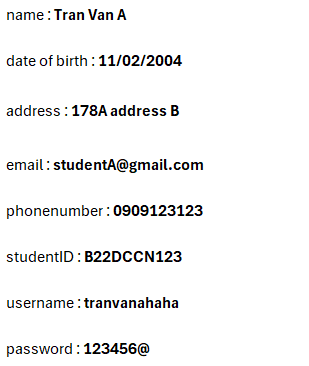 name : Tran Van A
date of birth : 11/02/2004
address : 178A address B
email : studentA@gmail.com
phonenumber : 0909123123
studentID : B22DCCN123
username : tranvanahaha
password : 123456@